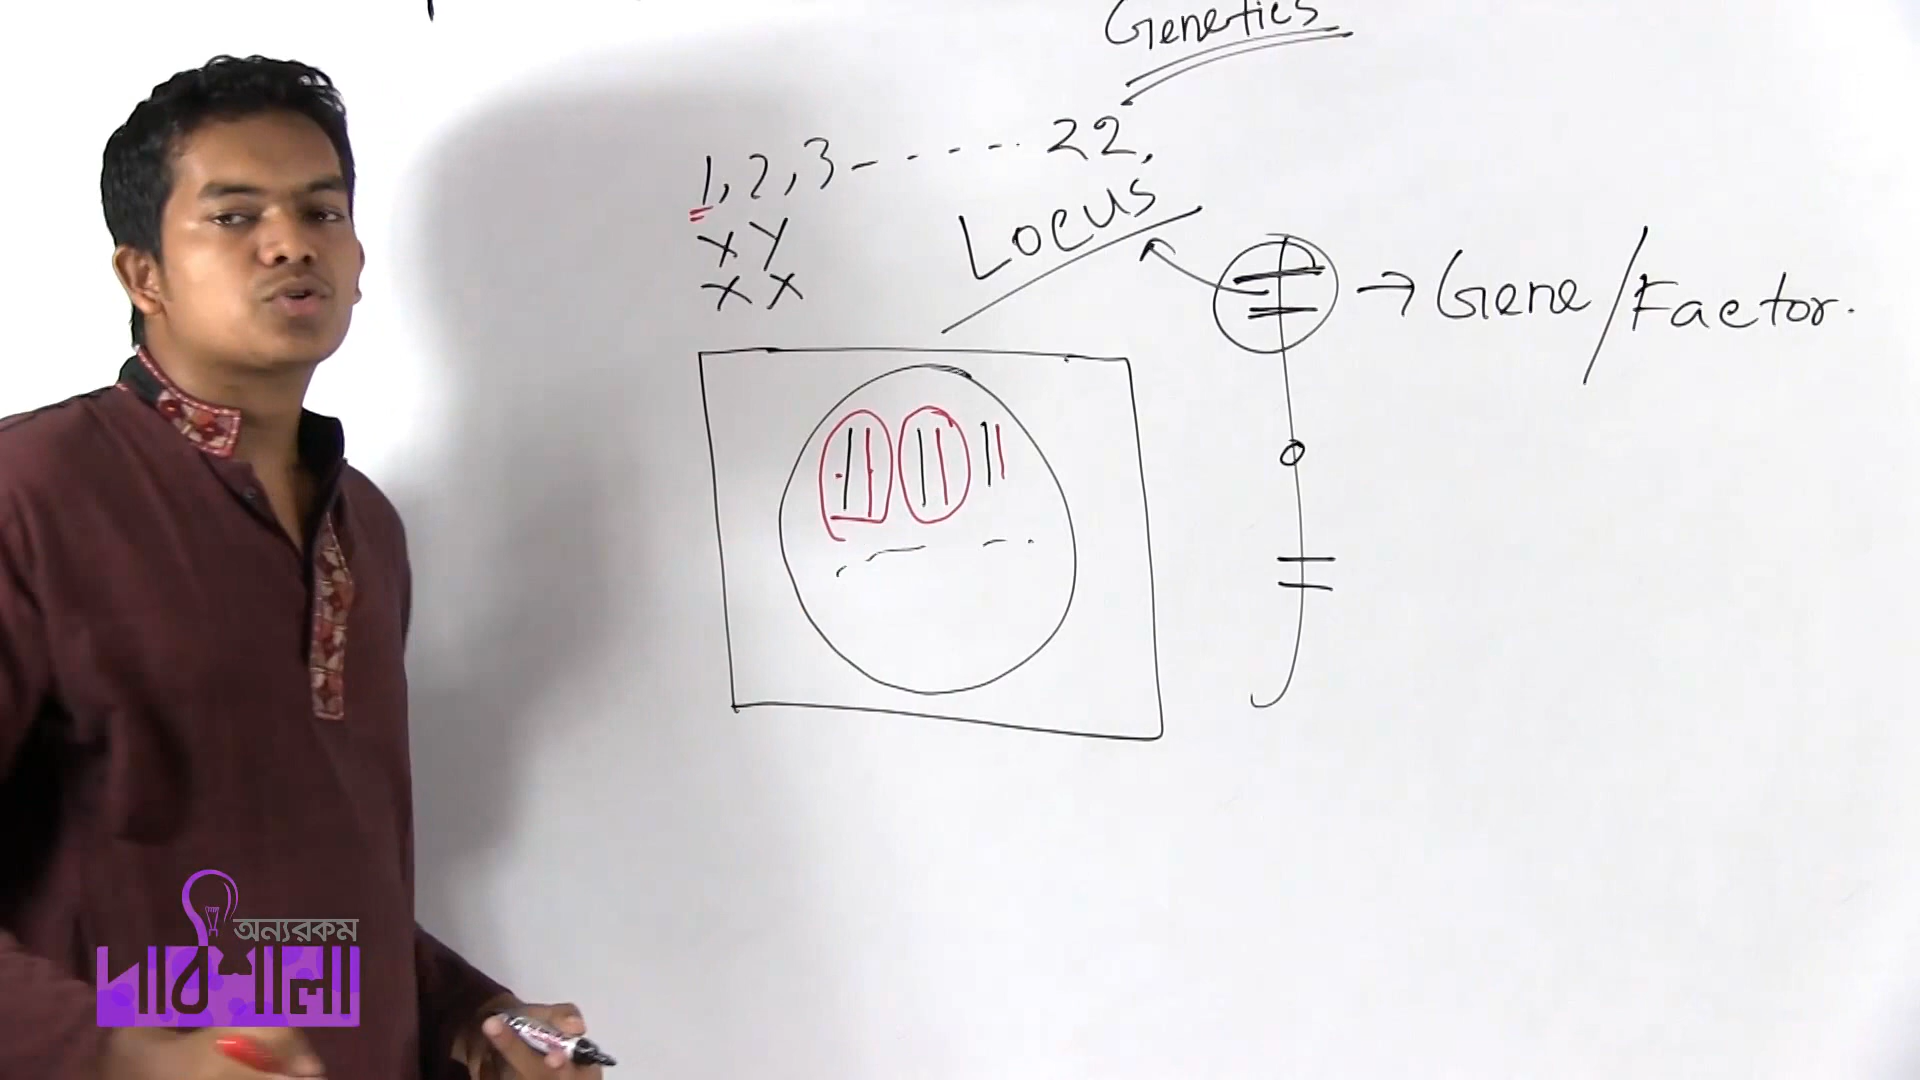 Genetics
1, 2, 3 - - - - - - 22,
XY
XX
Locus
→ Gene/Factor.
অন্যরকম
পাঠশালা